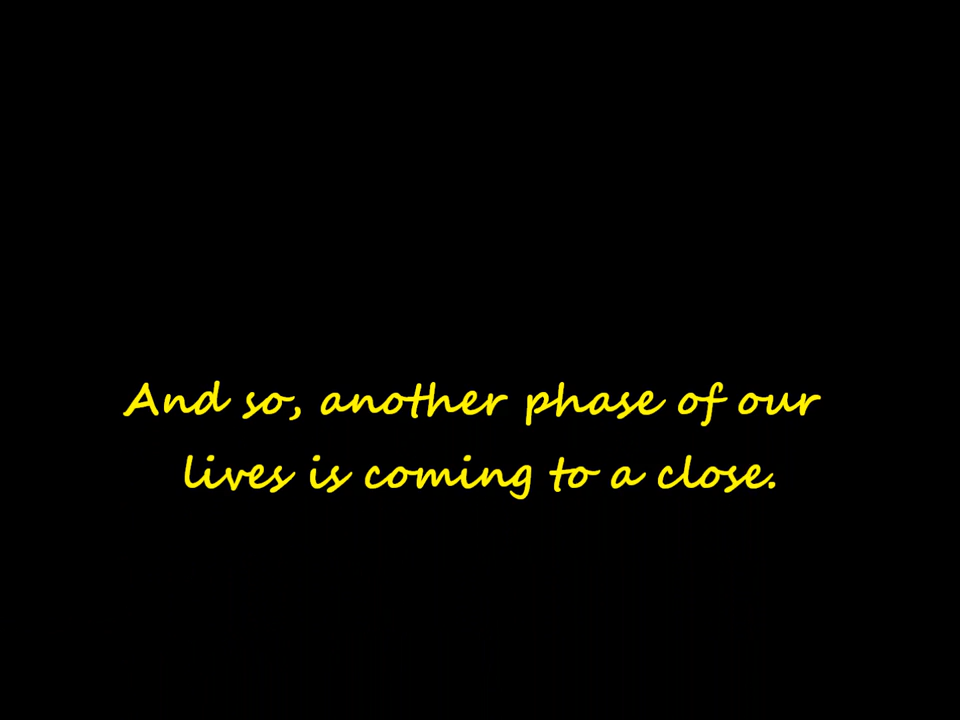 And so, another phase of our
lives is coming to a close.